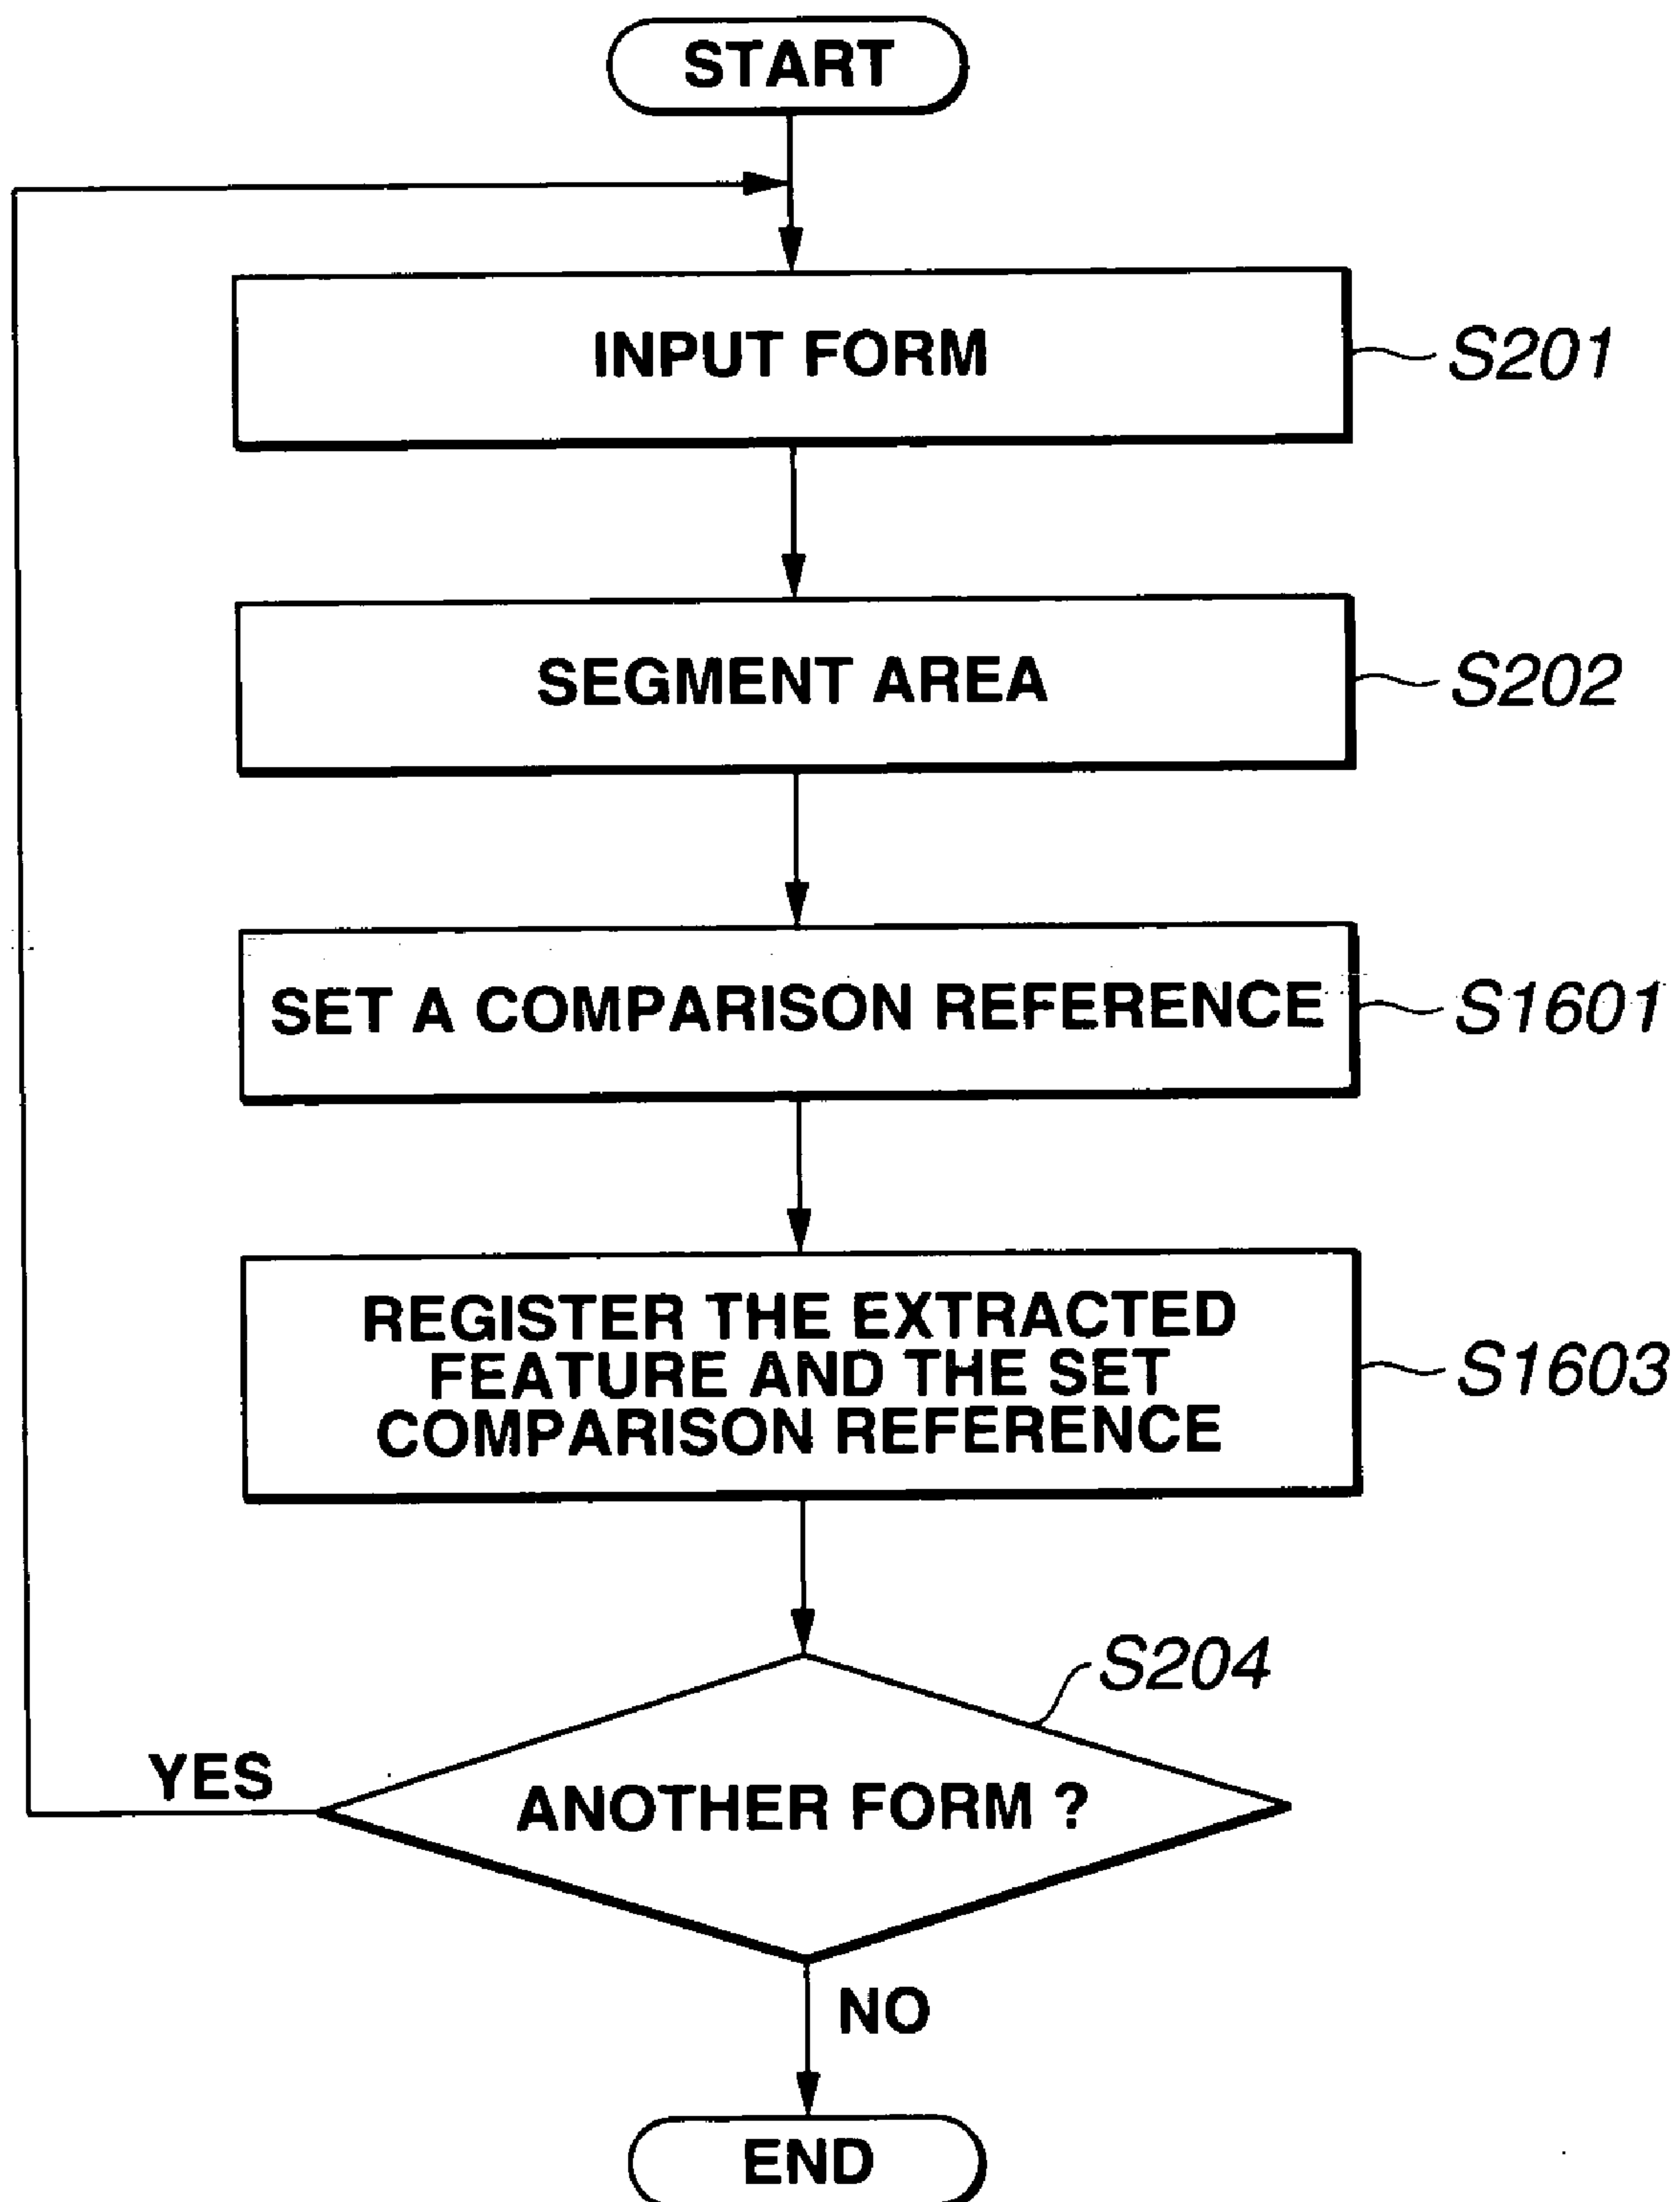 START
INPUT FORM
S201
SEGMENT AREA
S202
SET A COMPARISON REFERENCE
S1601
REGISTER THE EXTRACTED
FEATURE AND THE SET
COMPARISON REFERENCE
S1603
S204
YES
ANOTHER FORM ?
NO
END